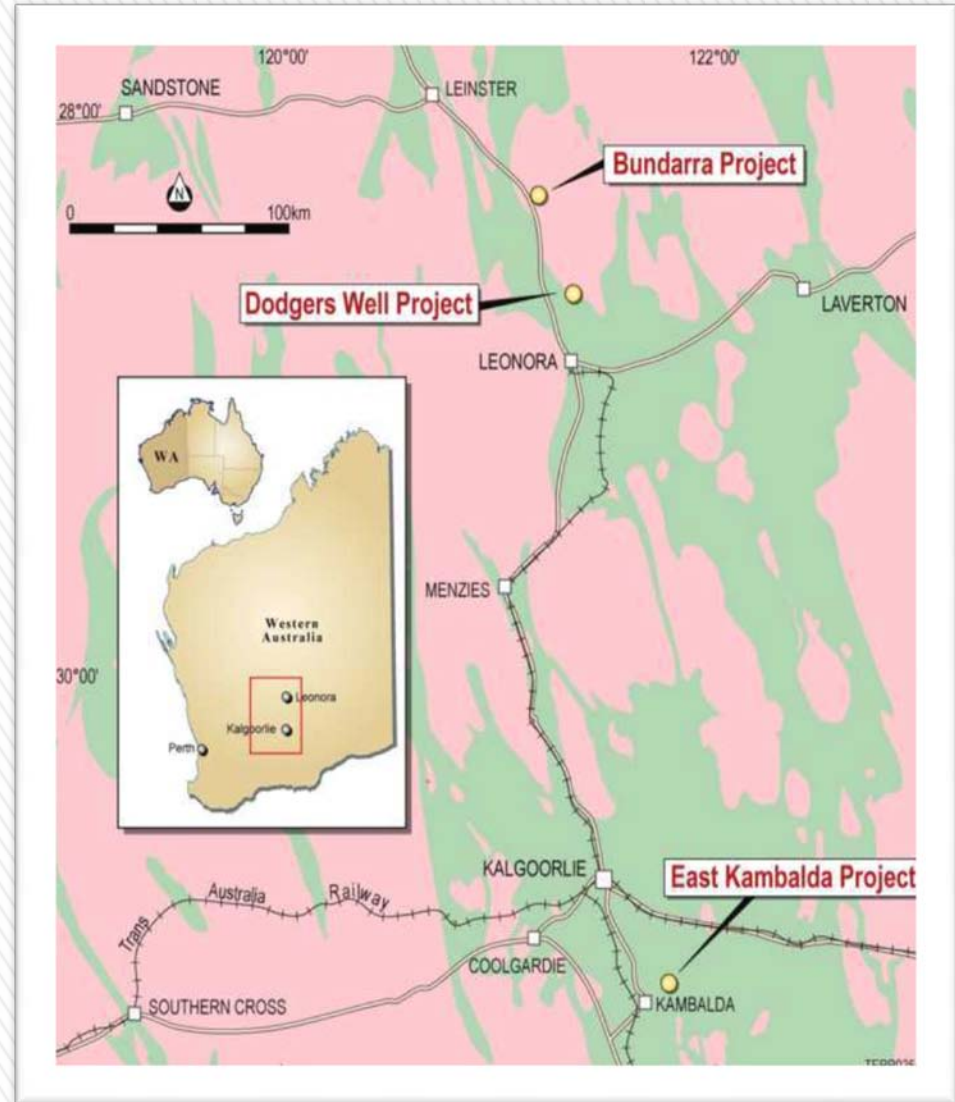 120°00'
122°00'
SANDSTONE
LEINSTER
28°00'
Bundarra Project
N
0
100km
Dodgers Well Project
LAVERTON
LEONORA
WA
MENZIES
Western
Australia
30°00'
Leonora
Kalgoorlie
Perth
KALGOORLIE
East Kambalda Project
Trans Australia Railway
COOLGARDIE
SOUTHERN CROSS
KAMBALDA